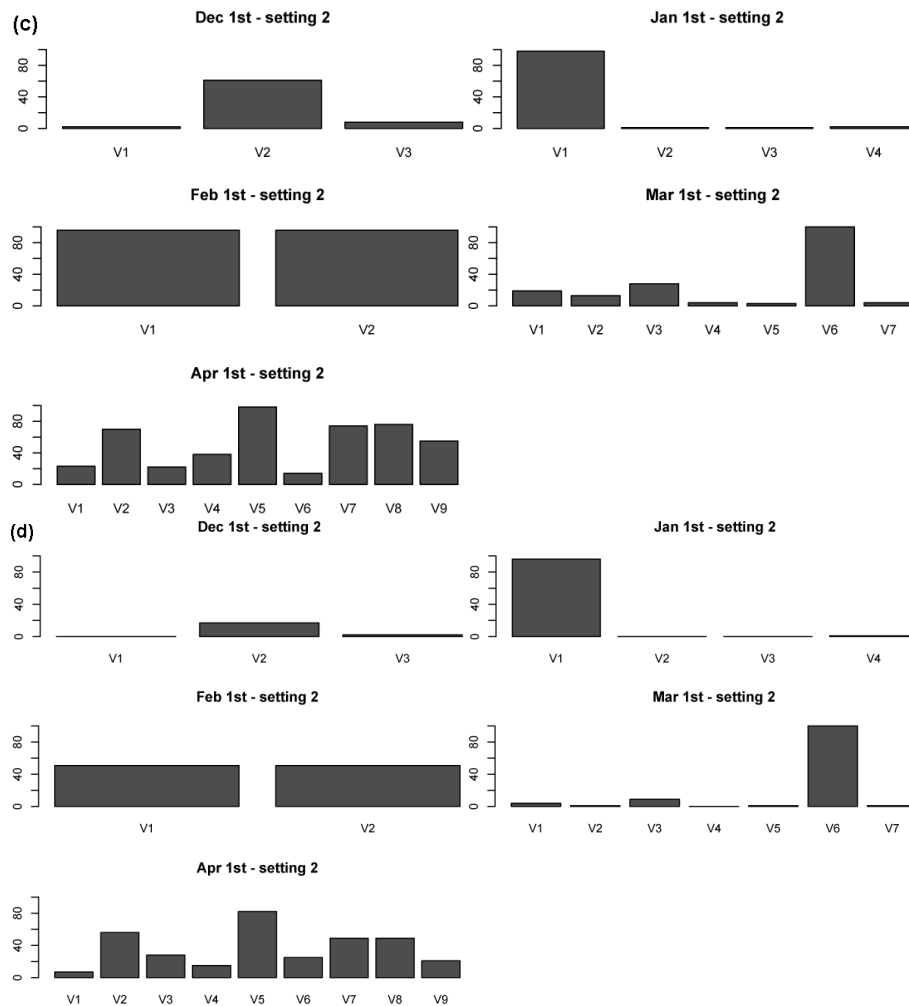 (c)
Dec 1st - setting 2
0 40 80
V1 V2 V3
Jan 1st - setting 2
0 40 80
V1 V2 V3 V4
Feb 1st - setting 2
0 40 80
V1 V2
Mar 1st - setting 2
0 40 80
V1 V2 V3 V4 V5 V6 V7
Apr 1st - setting 2
0 40 80
V1 V2 V3 V4 V5 V6 V7 V8 V9
(d)
Dec 1st - setting 2
0 40 80
V1 V2 V3
Jan 1st - setting 2
0 40 80
V1 V2 V3 V4
Feb 1st - setting 2
0 40 80
V1 V2
Mar 1st - setting 2
0 40 80
V1 V2 V3 V4 V5 V6 V7
Apr 1st - setting 2
0 40 80
V1 V2 V3 V4 V5 V6 V7 V8 V9